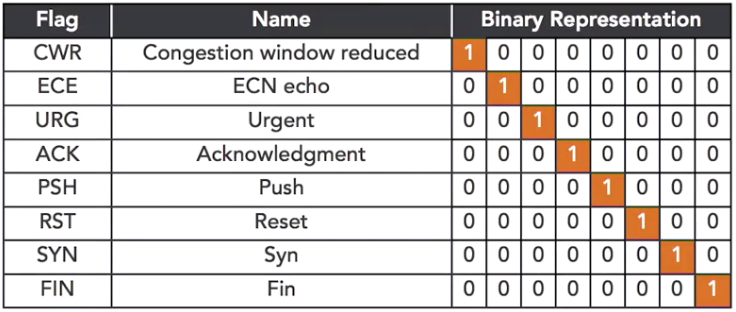 Flag Name Binary Representation
CWR Congestion window reduced 1 0 0 0 0 0 0 0
ECE ECN echo 0 1 0 0 0 0 0 0
URG Urgent 0 0 1 0 0 0 0 0
ACK Acknowledgment 0 0 0 1 0 0 0 0
PSH Push 0 0 0 0 1 0 0 0
RST Reset 0 0 0 0 0 1 0 0
SYN Syn 0 0 0 0 0 0 1 0
FIN Fin 0 0 0 0 0 0 0 1